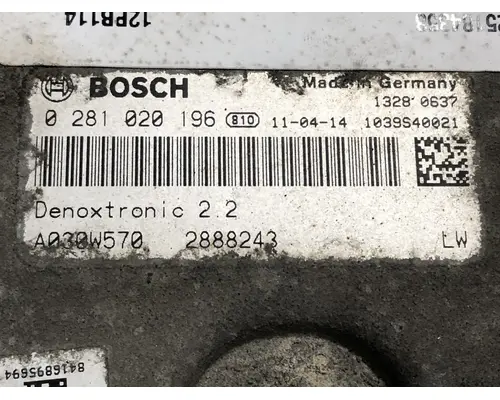 12PB114
BOSCH Made in Germany
1328 0637
0 281 020 196 810 11-04-14 1039S40021
Denoxtronic 2.2
A030W570 2888243 LW
8416895694